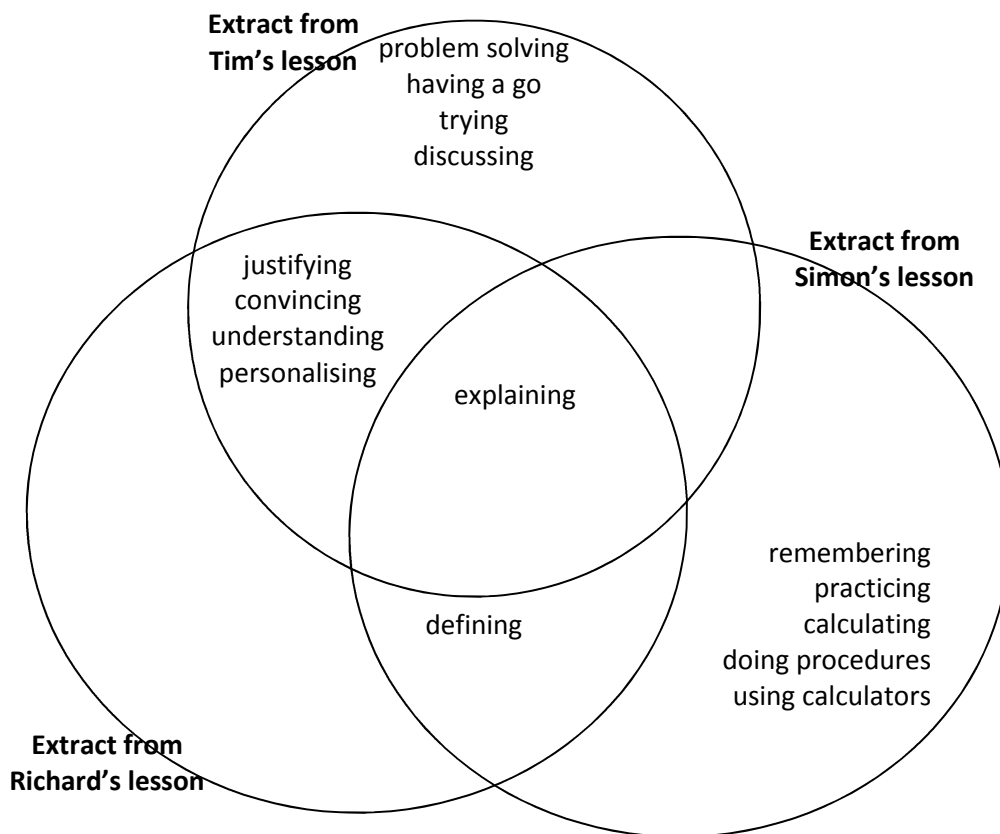 Extract from
Tim’s lesson
problem solving
having a go
trying
discussing
Extract from
Simon’s lesson
justifying
convincing
understanding
personalising
explaining
remembering
practicing
calculating
doing procedures
using calculators
defining
Extract from
Richard’s lesson